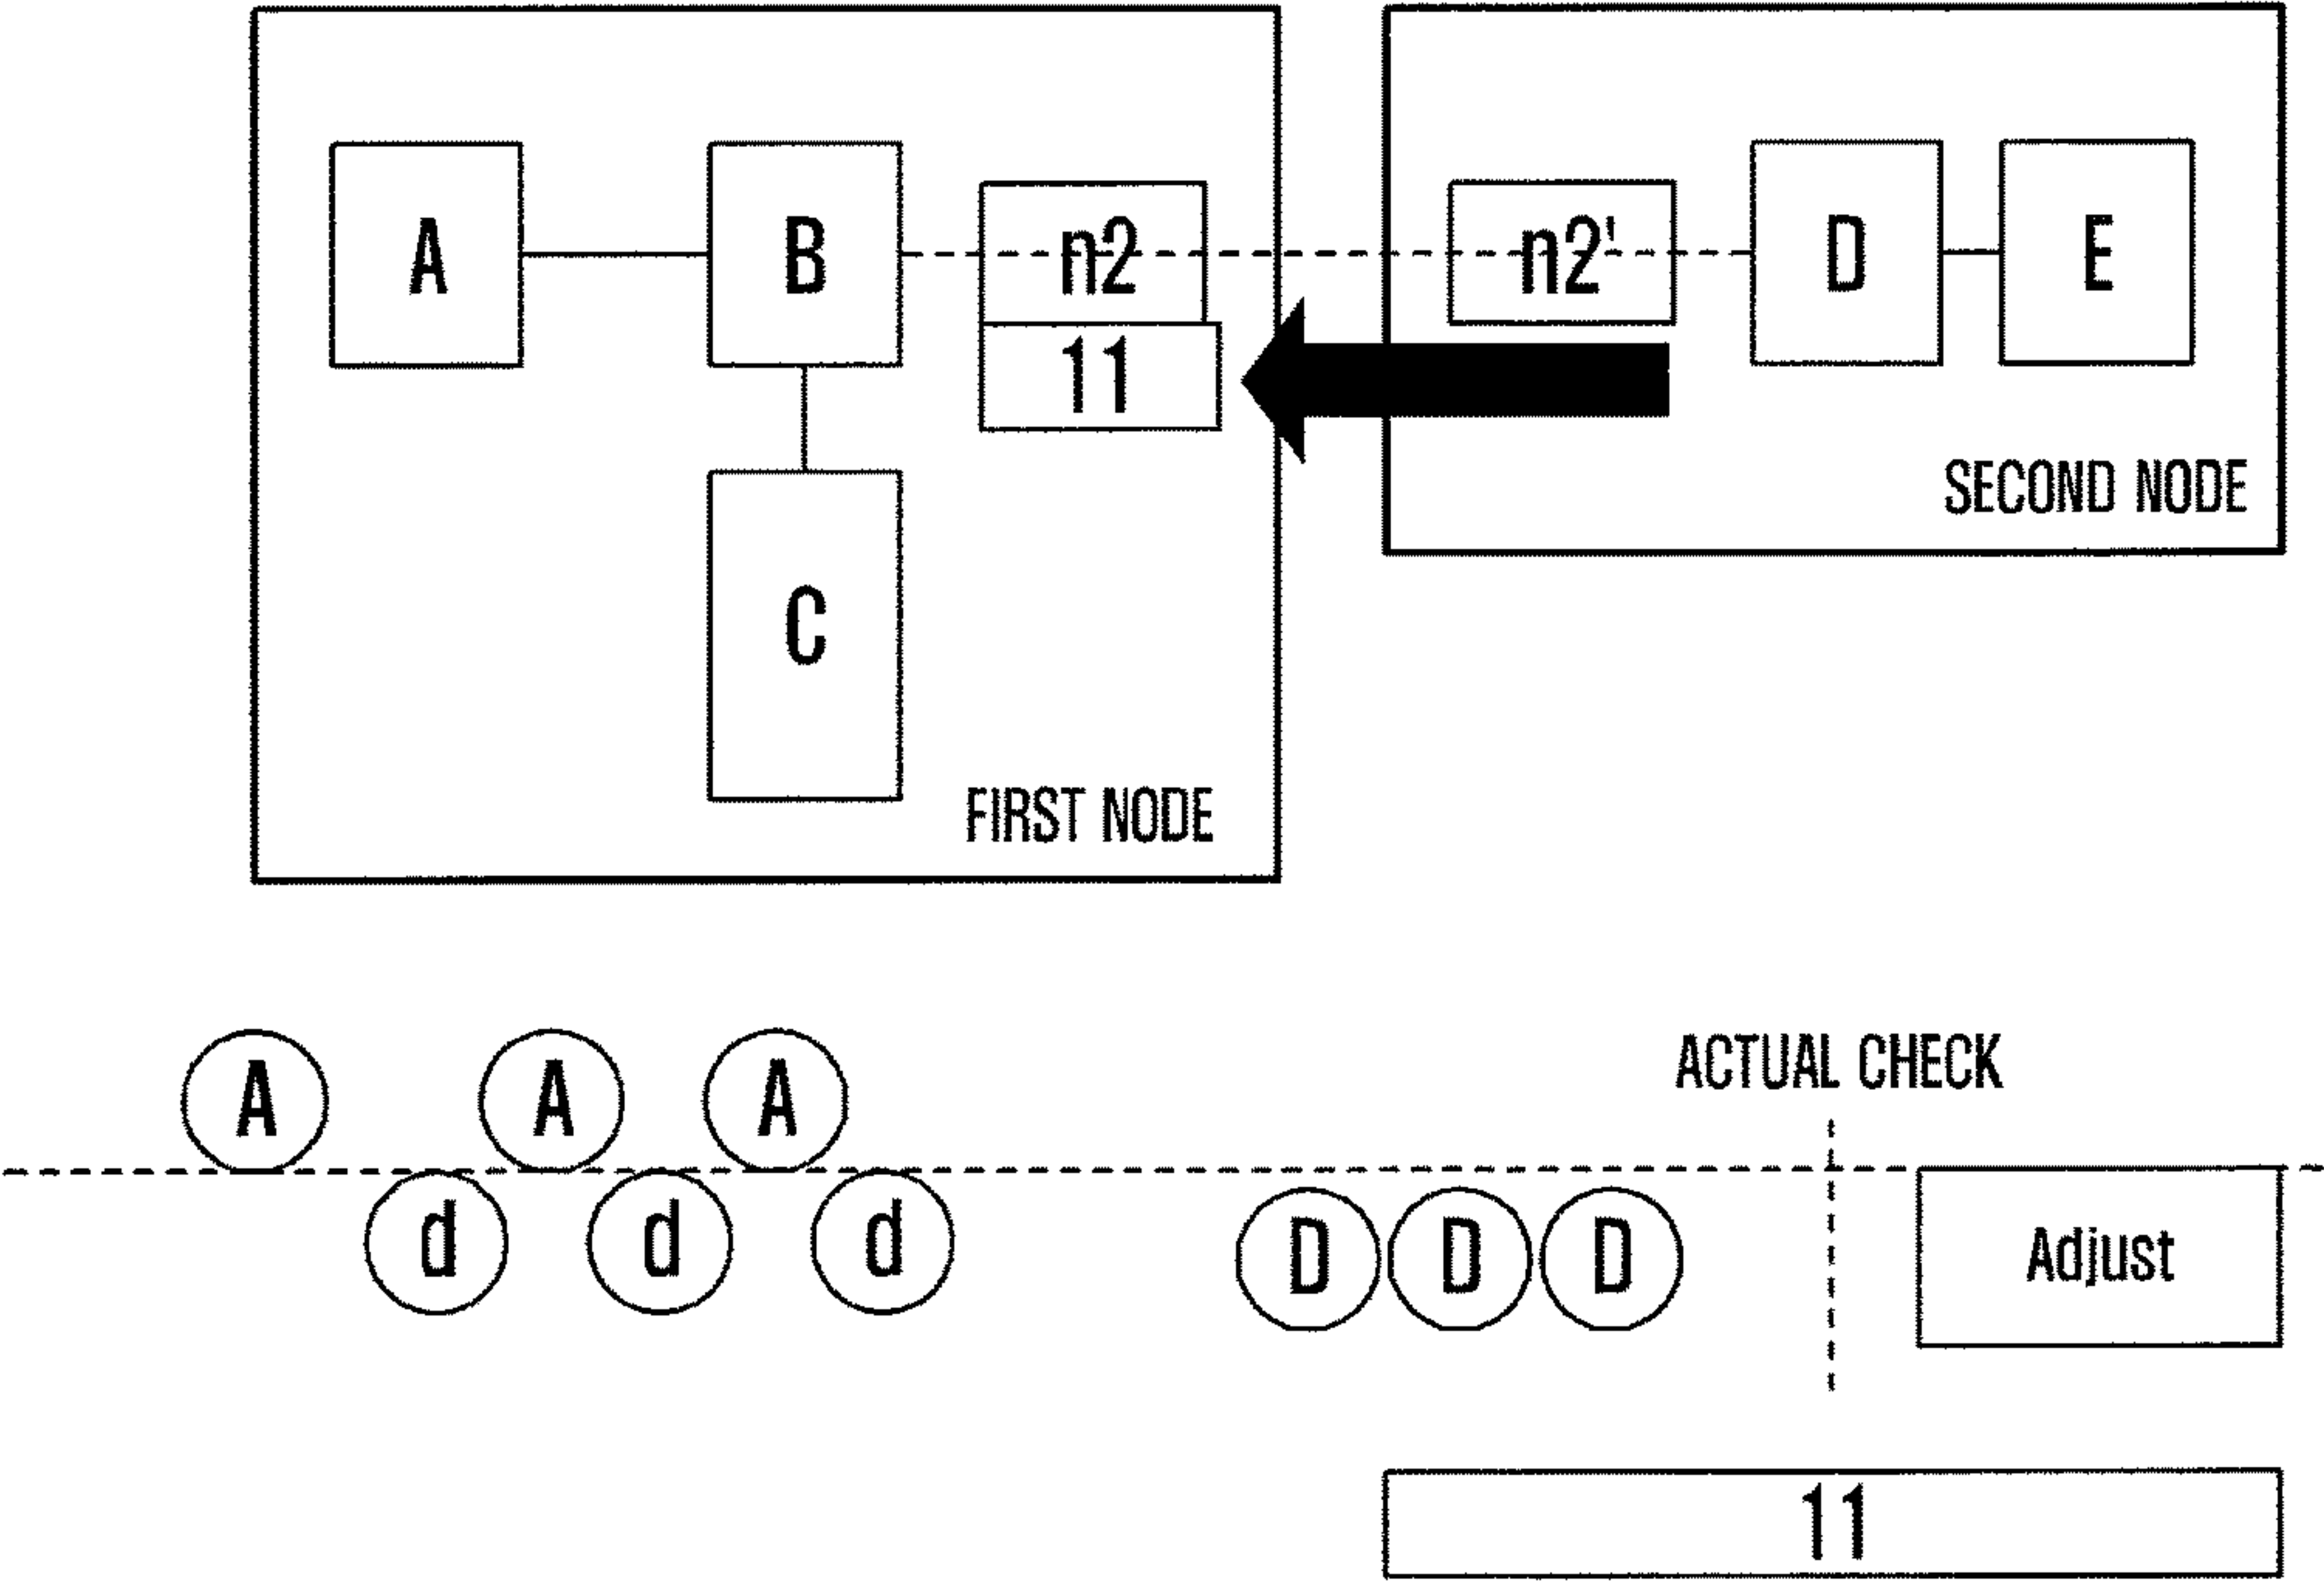 A
B
n2
n2'
D
E
11
SECOND NODE
C
FIRST NODE
A
A
A
ACTUAL CHECK
d
d
d
D
D
D
Adjust
11